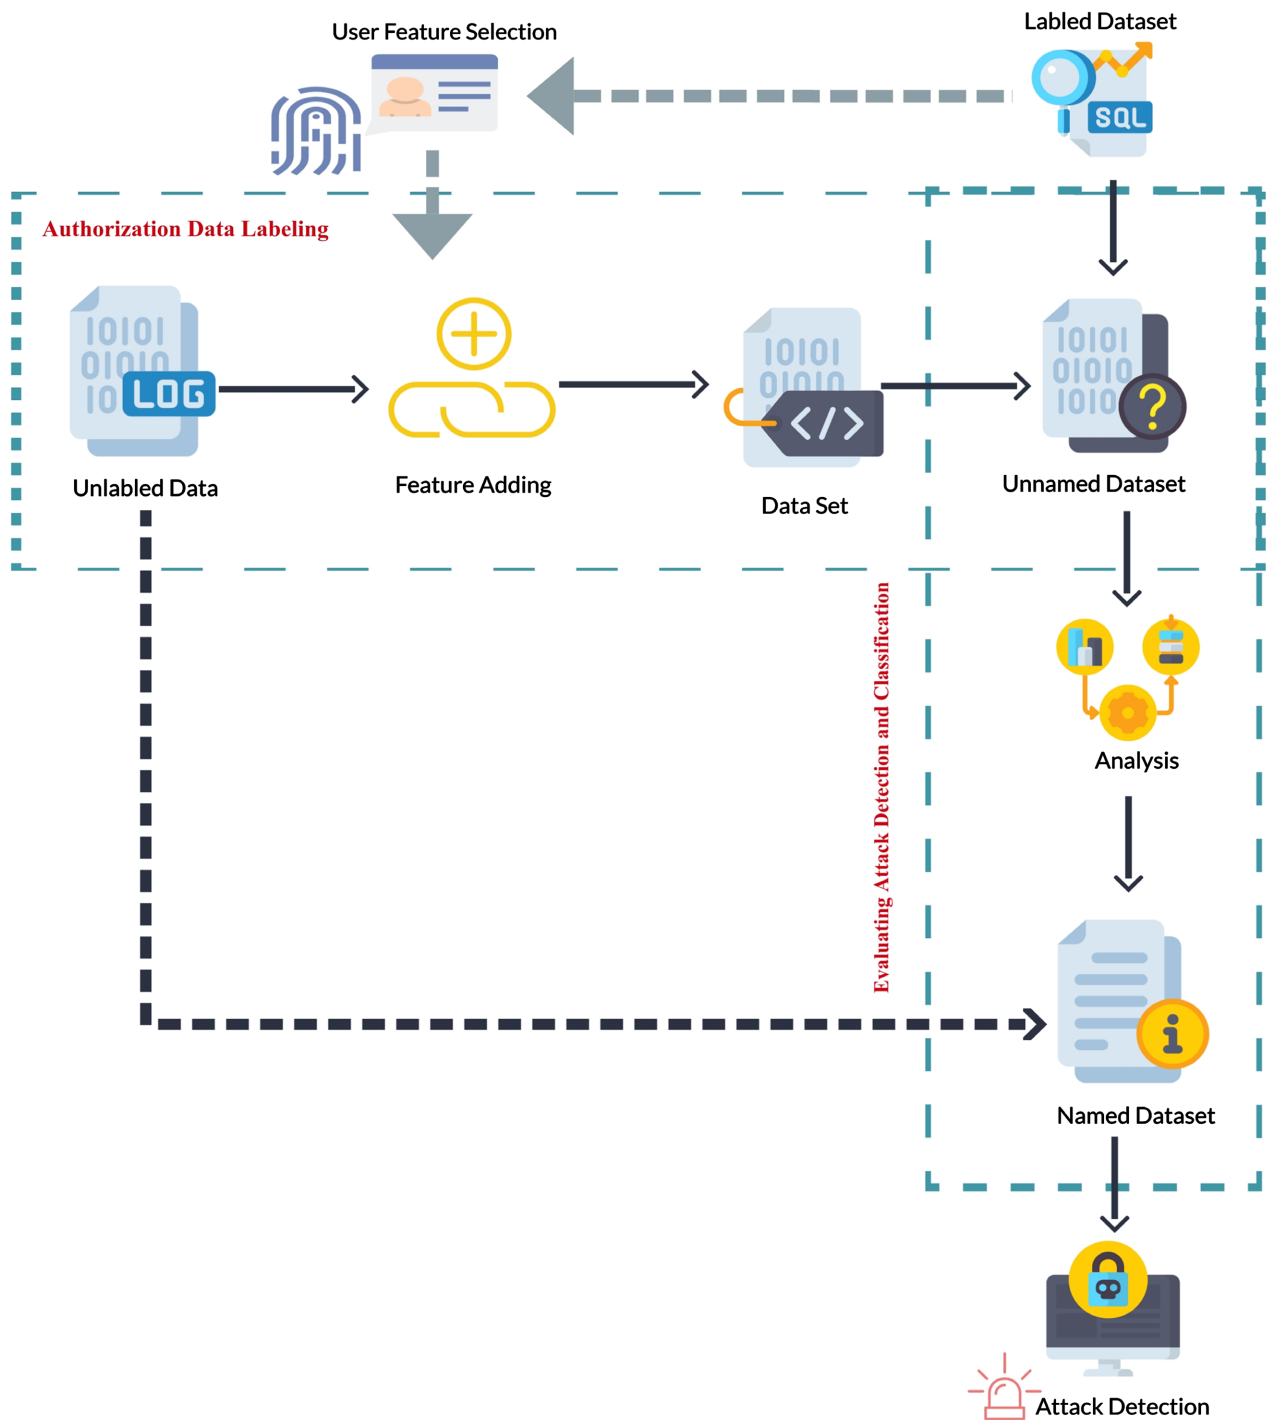 Labled Dataset
User Feature Selection
SQL
Authorization Data Labeling
10101
01010
10
LOG
10101
01010
</>
10101
01010
101
?
Unlabled Data
Feature Adding
Data Set
Unnamed Dataset
Evaluating Attack Detection and Classification
Analysis
i
Named Dataset
Attack Detection